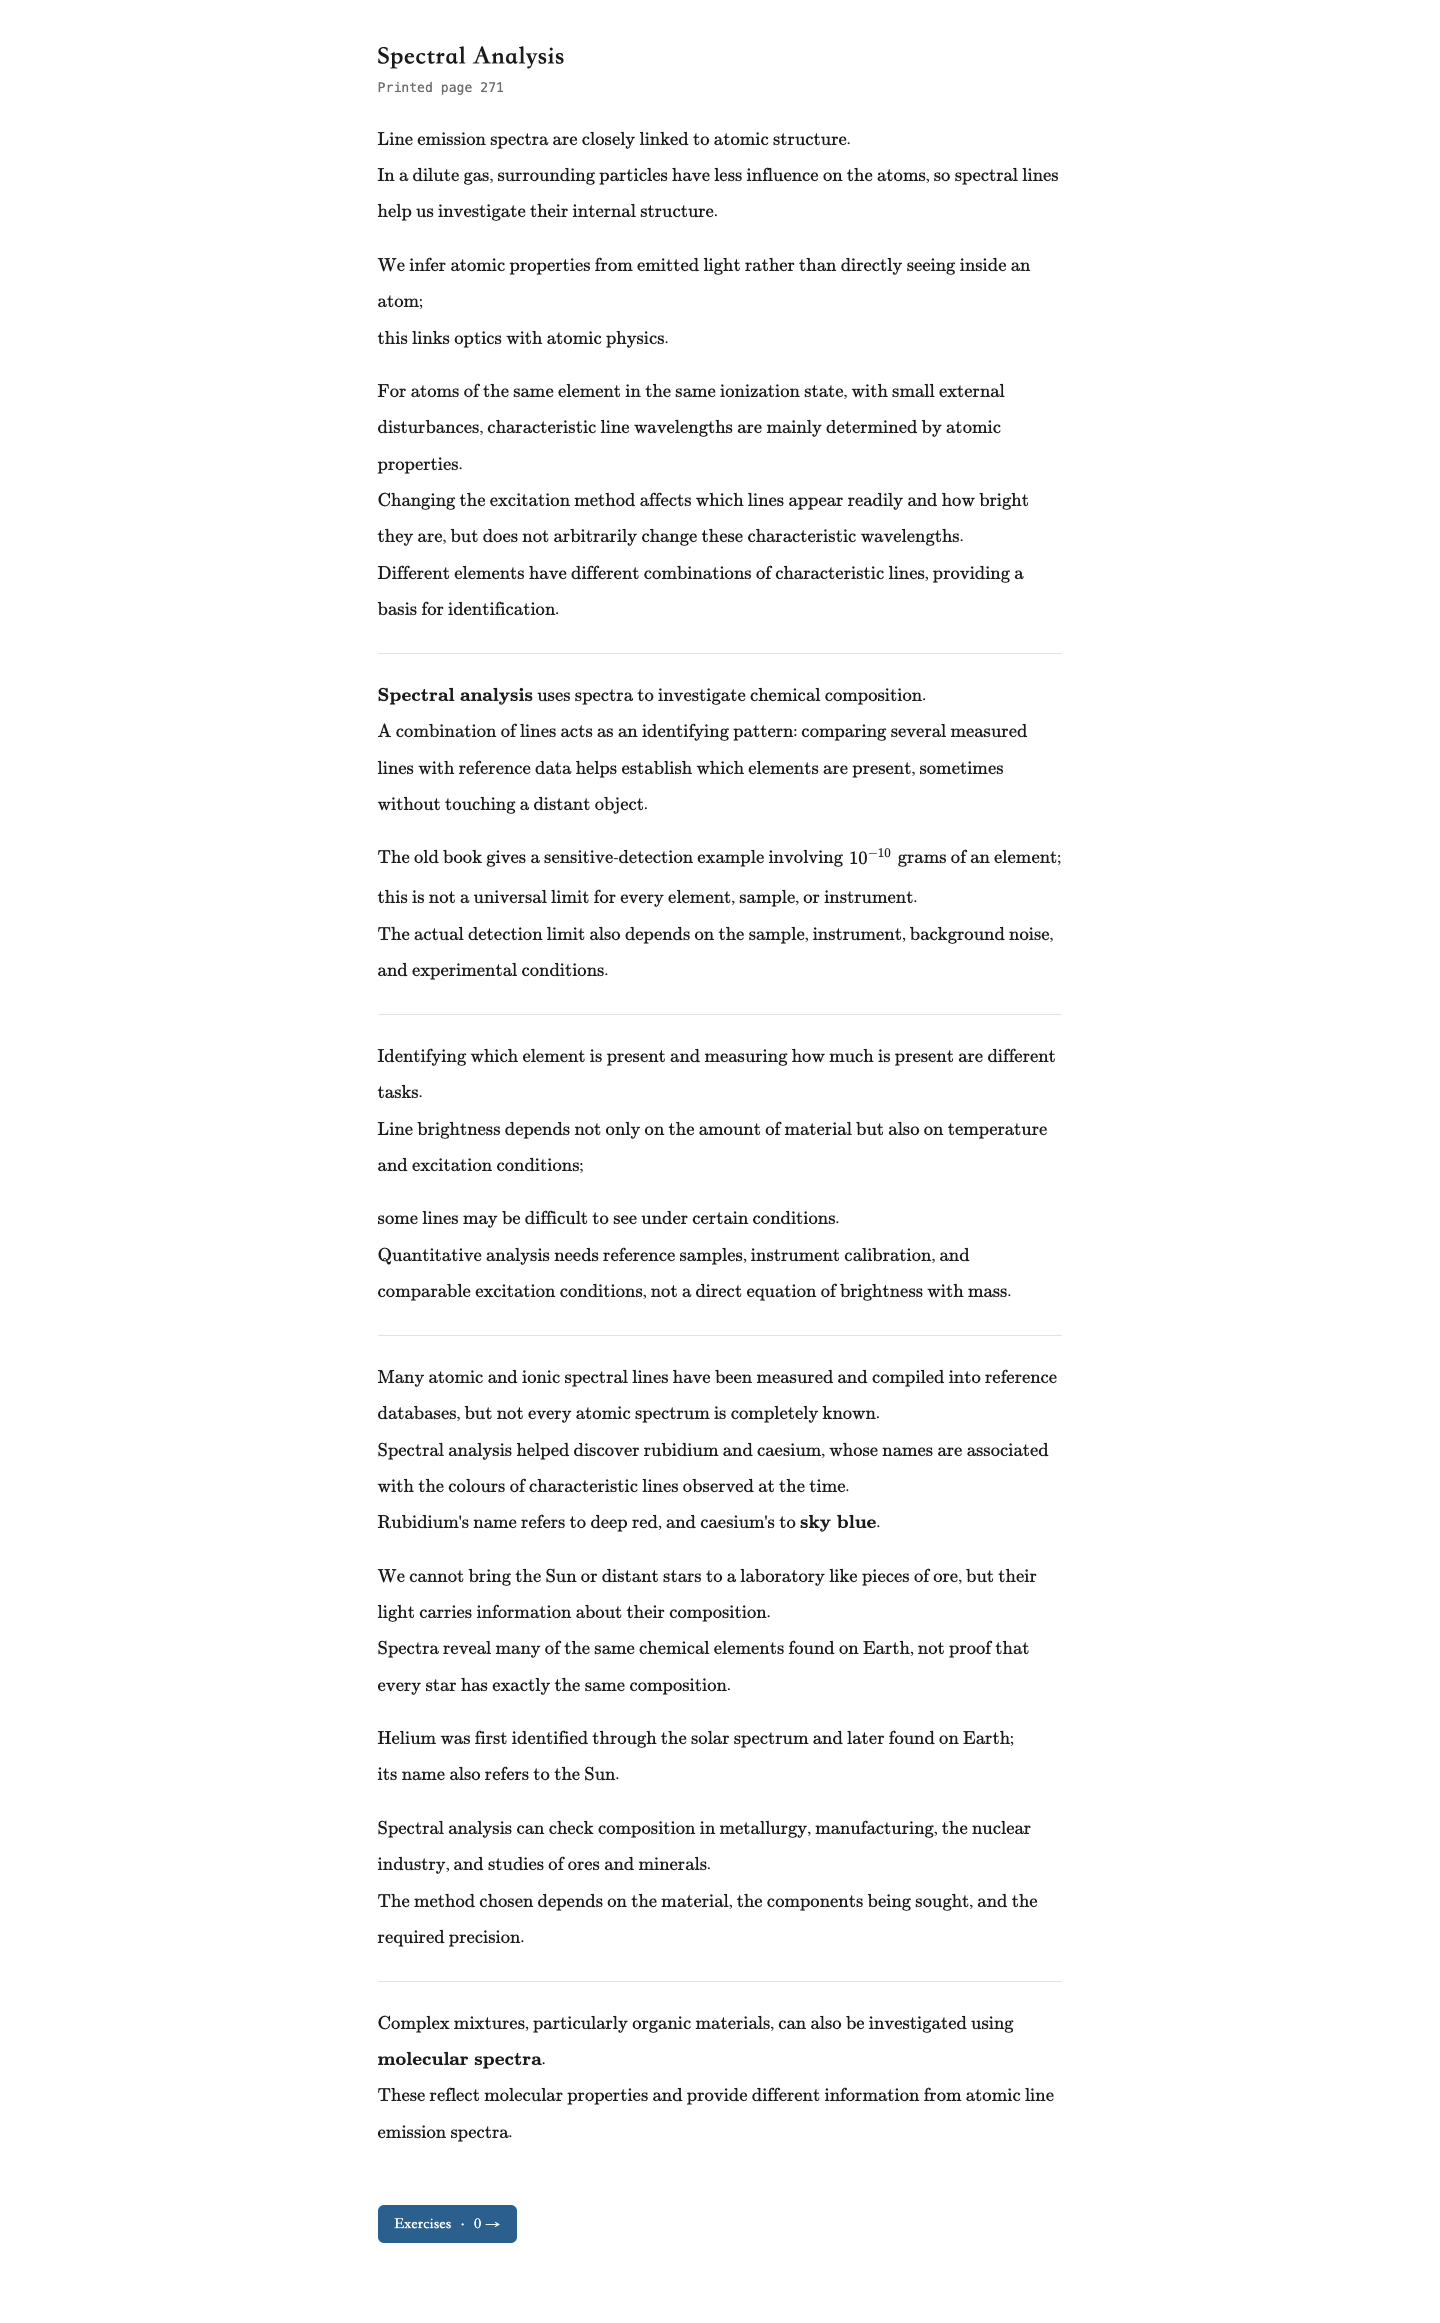 Spectral Analysis
Printed page 271
Line emission spectra are closely linked to atomic structure.
In a dilute gas, surrounding particles have less influence on the atoms, so spectral lines
help us investigate their internal structure.
We infer atomic properties from emitted light rather than directly seeing inside an
atom;
this links optics with atomic physics.
For atoms of the same element in the same ionization state, with small external
disturbances, characteristic line wavelengths are mainly determined by atomic
properties.
Changing the excitation method affects which lines appear readily and how bright
they are, but does not arbitrarily change these characteristic wavelengths.
Different elements have different combinations of characteristic lines, providing a
basis for identification.
Spectral analysis uses spectra to investigate chemical composition.
A combination of lines acts as an identifying pattern: comparing several measured
lines with reference data helps establish which elements are present, sometimes
without touching a distant object.
The old book gives a sensitive-detection example involving 10⁻¹⁰ grams of an element;
this is not a universal limit for every element, sample, or instrument.
The actual detection limit also depends on the sample, instrument, background noise,
and experimental conditions.
Identifying which element is present and measuring how much is present are different
tasks.
Line brightness depends not only on the amount of material but also on temperature
and excitation conditions;
some lines may be difficult to see under certain conditions.
Quantitative analysis needs reference samples, instrument calibration, and
comparable excitation conditions, not a direct equation of brightness with mass.
Many atomic and ionic spectral lines have been measured and compiled into reference
databases, but not every atomic spectrum is completely known.
Spectral analysis helped discover rubidium and caesium, whose names are associated
with the colours of characteristic lines observed at the time.
Rubidium's name refers to deep red, and caesium's to sky blue.
We cannot bring the Sun or distant stars to a laboratory like pieces of ore, but their
light carries information about their composition.
Spectra reveal many of the same chemical elements found on Earth, not proof that
every star has exactly the same composition.
Helium was first identified through the solar spectrum and later found on Earth;
its name also refers to the Sun.
Spectral analysis can check composition in metallurgy, manufacturing, the nuclear
industry, and studies of ores and minerals.
The method chosen depends on the material, the components being sought, and the
required precision.
Complex mixtures, particularly organic materials, can also be investigated using
molecular spectra.
These reflect molecular properties and provide different information from atomic line
emission spectra.
Exercises · 0 →